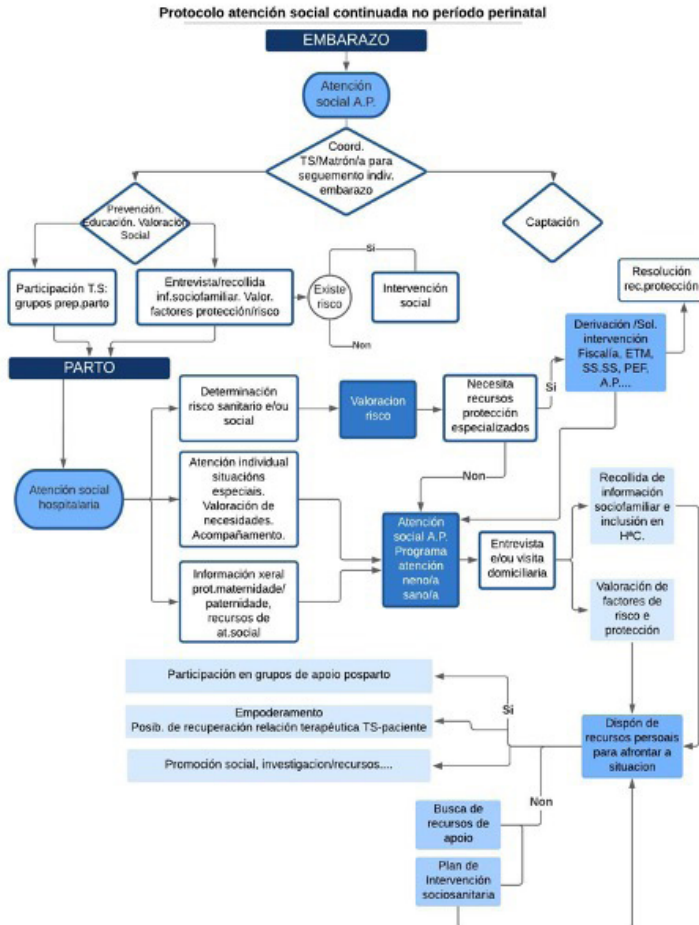 Protocolo atención social continuada no período perinatal
EMBARAZO
Atención
social A.P.
Coord.
TS/Matrón/a para
seguemento indiv.
embarazo
Prevención.
Educación. Valoración
Social
Captación
Participación T.S:
grupos prep.parto
Entrevista/recollida
inf.sociofamiliar. Valor.
factores protección/risco
Existe
risco
Si
Non
Intervención
social
Resolución
rec.protección
PARTO
Derivación /Sol.
intervención
Fiscalía, ETM,
SS.SS, PEF,
A.P....
Determinación
risco sanitario e/ou
social
Valoracion
risco
Necesita
recursos
protección
especializados
Si
Non
Atención social
hospitalaria
Atención individual
situacións
especiais.
Valoración de
necesidades.
Acompañamento.
Información xeral
prot.maternidade/
paternidade,
recursos de
at.social
Atención
social A.P.
Programa
atención
neno/a
sano/a
Entrevista
e/ou visita
domiciliaria
Recollida de
información
sociofamiliar e
inclusión en
HªC.
Valoración de
factores de
risco e
protección
Participación en grupos de apoio posparto
Si
Empoderamento
Posib. de recuperación relación terapéutica TS-paciente
Promoción social, investigacion/recursos....
Dispón de
recursos persoais
para afrontar a
situacion
Non
Busca de
recursos de
apoio
Plan de
Intervención
sociosanitaria